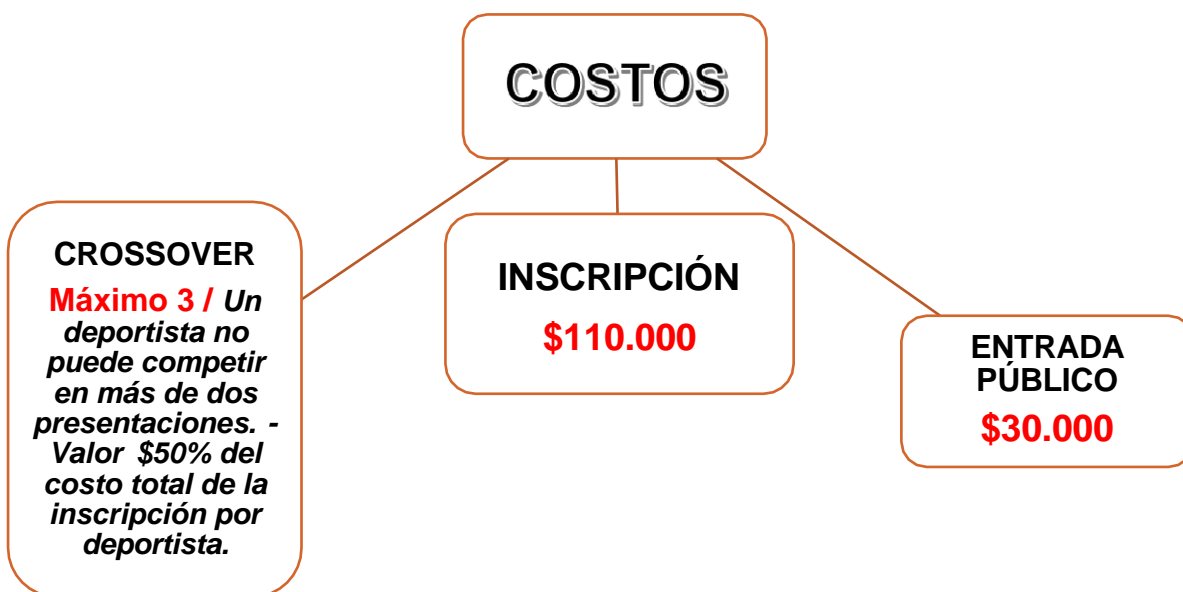 COSTOS
CROSSOVER
Máximo 3 / Un
deportista no
puede competir
en más de dos
presentaciones. -
Valor $50% del
costo total de la
inscripción por
deportista.
INSCRIPCIÓN
$110.000
ENTRADA
PÚBLICO
$30.000